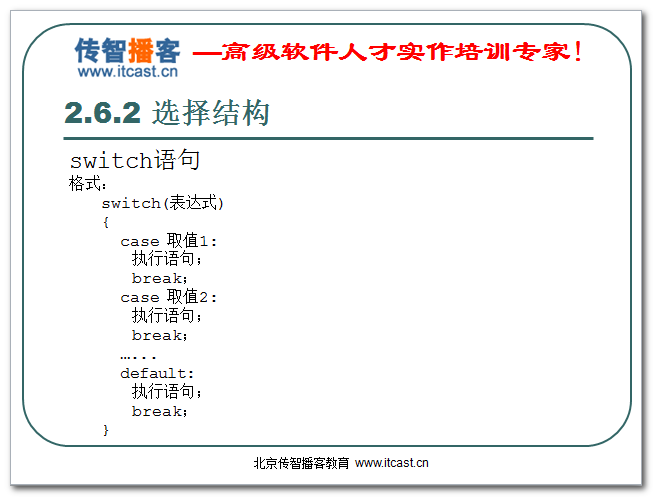 传智播客 —高级软件人才实作培训专家!
www.itcast.cn
2.6.2 选择结构
switch语句
格式:
switch(表达式)
{
case 取值1:
执行语句;
break;
case 取值2:
执行语句;
break;
…...
default:
执行语句;
break;
}
北京传智播客教育 www.itcast.cn